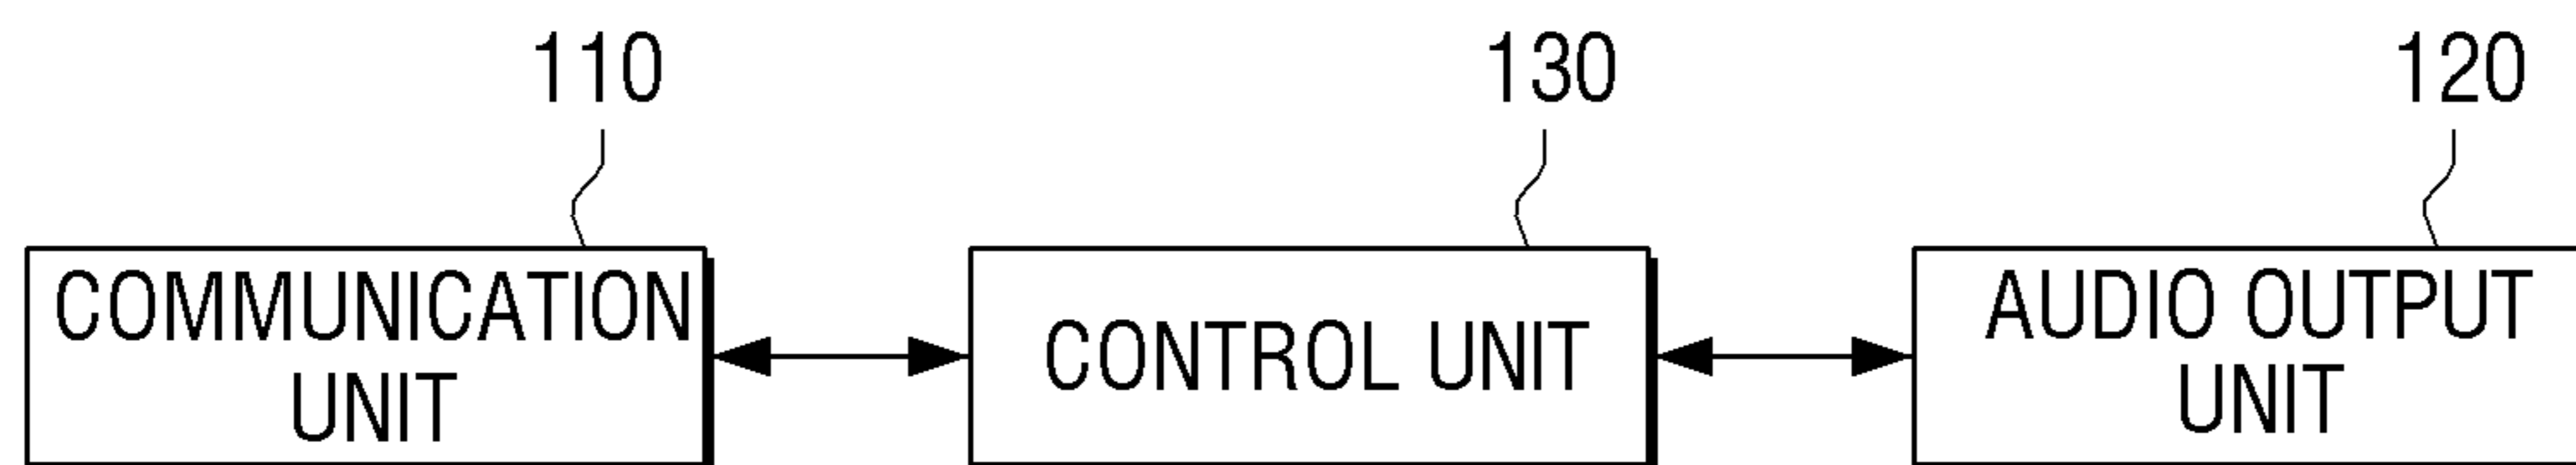 110
130
120
COMMUNICATION
UNIT
CONTROL UNIT
AUDIO OUTPUT
UNIT